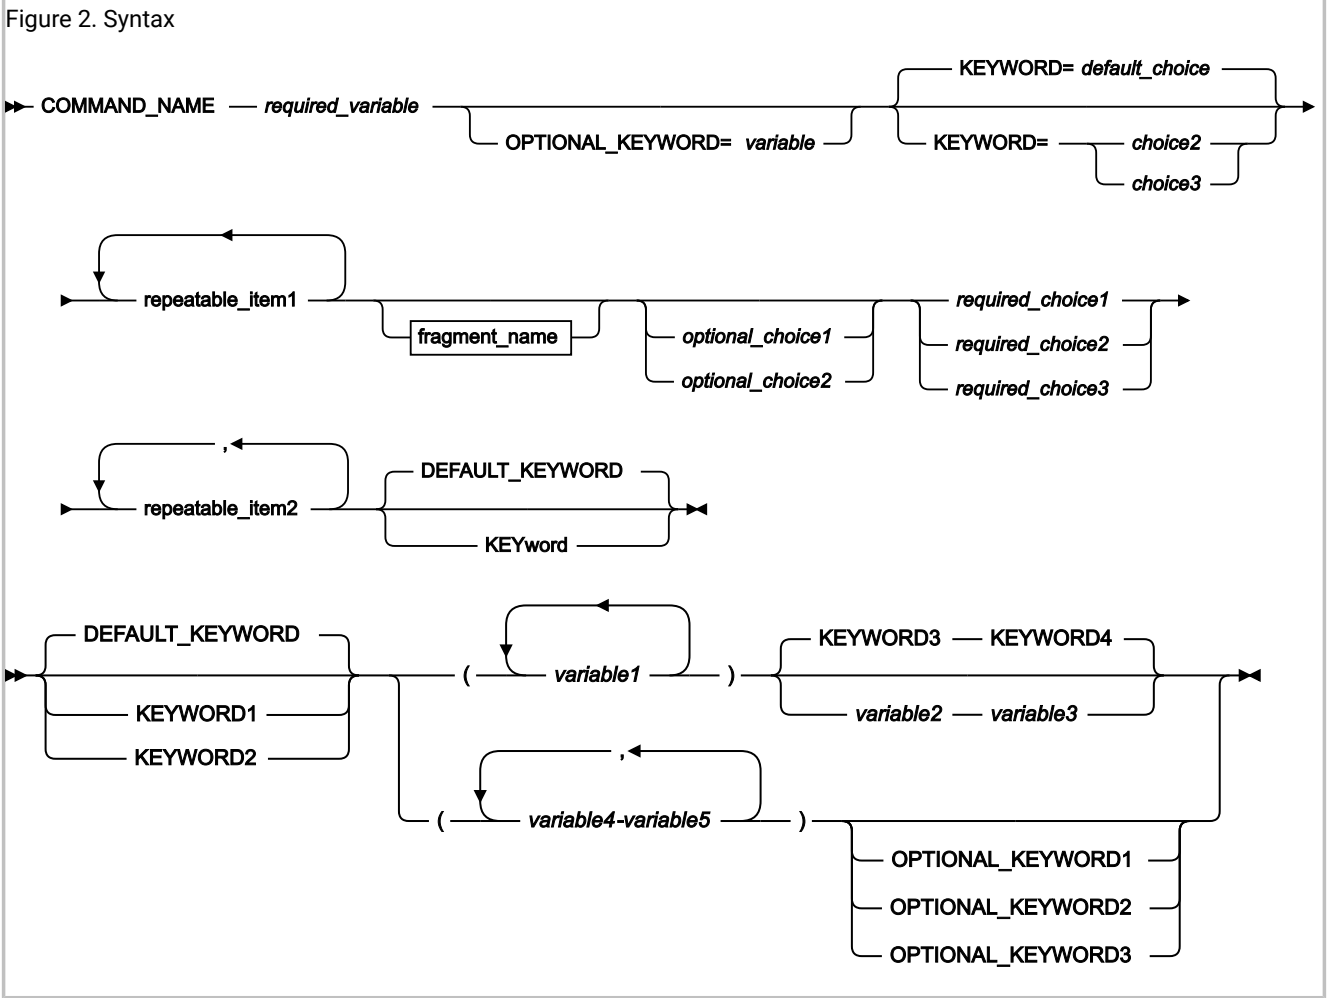 Figure 2. Syntax
KEYWORD= default_choice
COMMAND_NAME required_variable
OPTIONAL_KEYWORD= variable KEYWORD= choice2
choice3
repeatable_item1 required_choice1
fragment_name optional_choice1 required_choice2
optional_choice2 required_choice3
,
DEFAULT_KEYWORD
repeatable_item2
KEYword
DEFAULT_KEYWORD KEYWORD3 KEYWORD4
( variable1 )
KEYWORD1 variable2 variable3
KEYWORD2
,
( variable4-variable5 )
OPTIONAL_KEYWORD1
OPTIONAL_KEYWORD2
OPTIONAL_KEYWORD3